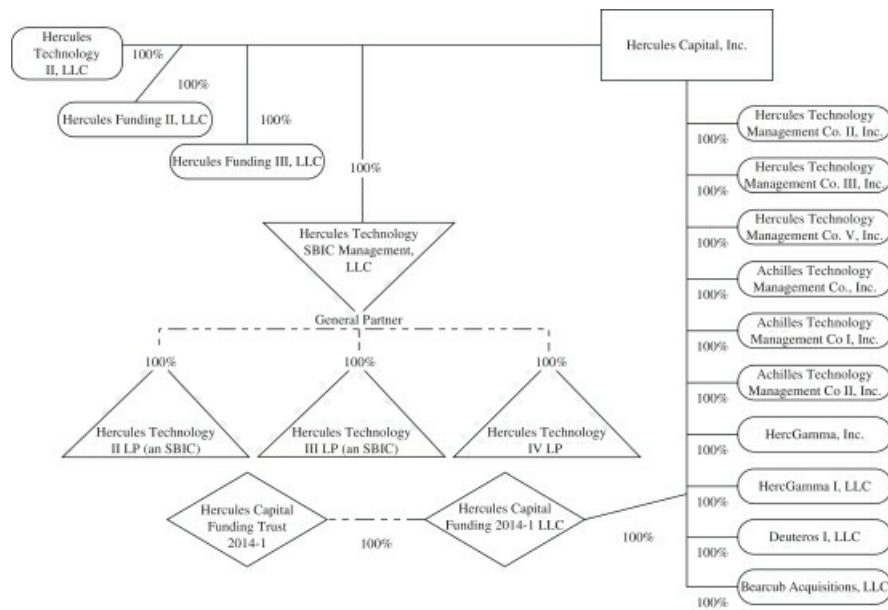 Hercules
Technology
II, LLC
100%
Hercules Capital, Inc.
100%
Hercules Funding II, LLC
100%
Hercules Funding III, LLC
100%
Hercules Technology
SBIC Management,
LLC
General Partner
100%
100%
100%
Hercules Technology
II LP (an SBIC)
Hercules Technology
III LP (an SBIC)
Hercules Technology
IV LP
Hercules Capital
Funding Trust
2014-1
100%
Hercules Capital
Funding 2014-1 LLC
100%
Hercules Technology
Management Co. II, Inc.
100%
Hercules Technology
Management Co. III, Inc.
100%
Hercules Technology
Management Co. V, Inc.
100%
Achilles Technology
Management Co., Inc.
100%
Achilles Technology
Management Co I, Inc.
100%
Achilles Technology
Management Co II, Inc.
100%
HercGamma, Inc.
100%
HercGamma I, LLC
100%
Deuteros I, LLC
100%
Bearcub Acquisitions, LLC
100%